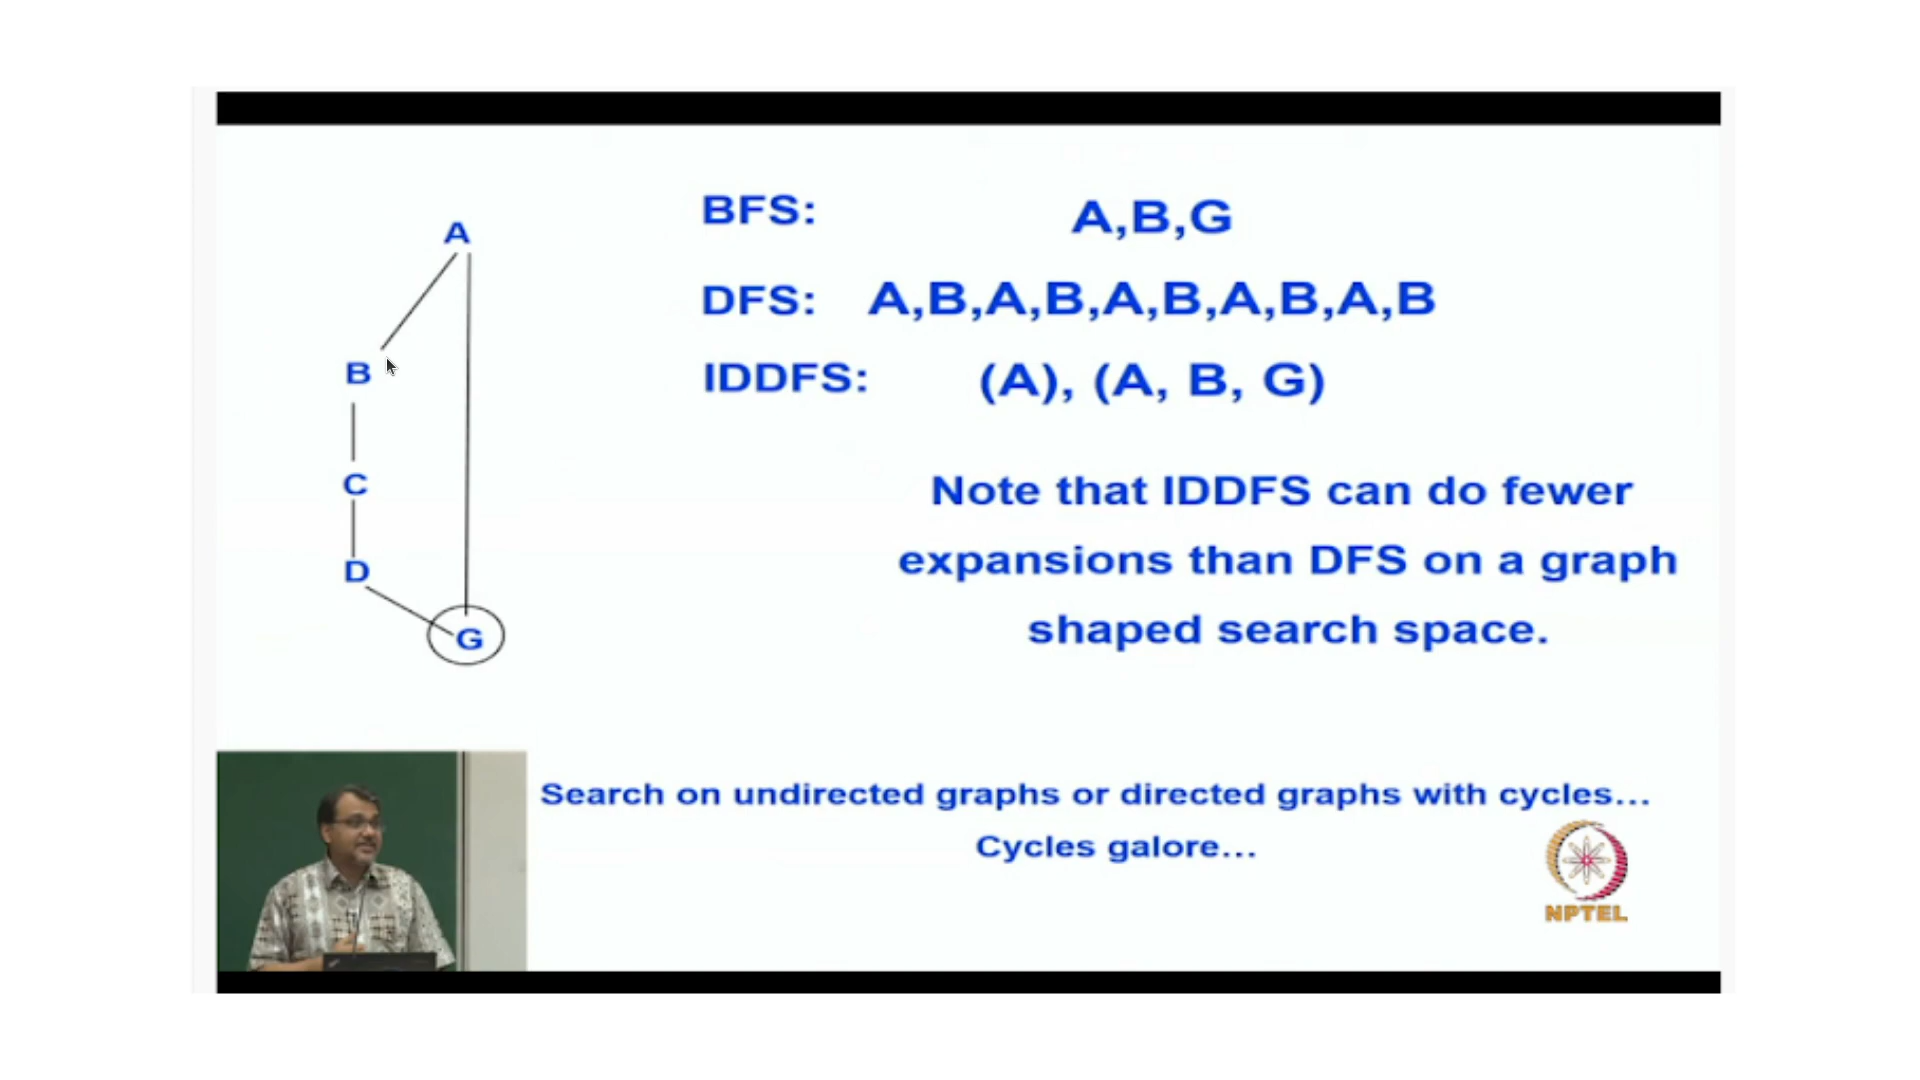 A
B
C
D
G
BFS: A,B,G
DFS: A,B,A,B,A,B,A,B,A,B
IDDFS: (A), (A, B, G)
Note that IDDFS can do fewer
expansions than DFS on a graph
shaped search space.
Search on undirected graphs or directed graphs with cycles...
Cycles galore...
NPTEL